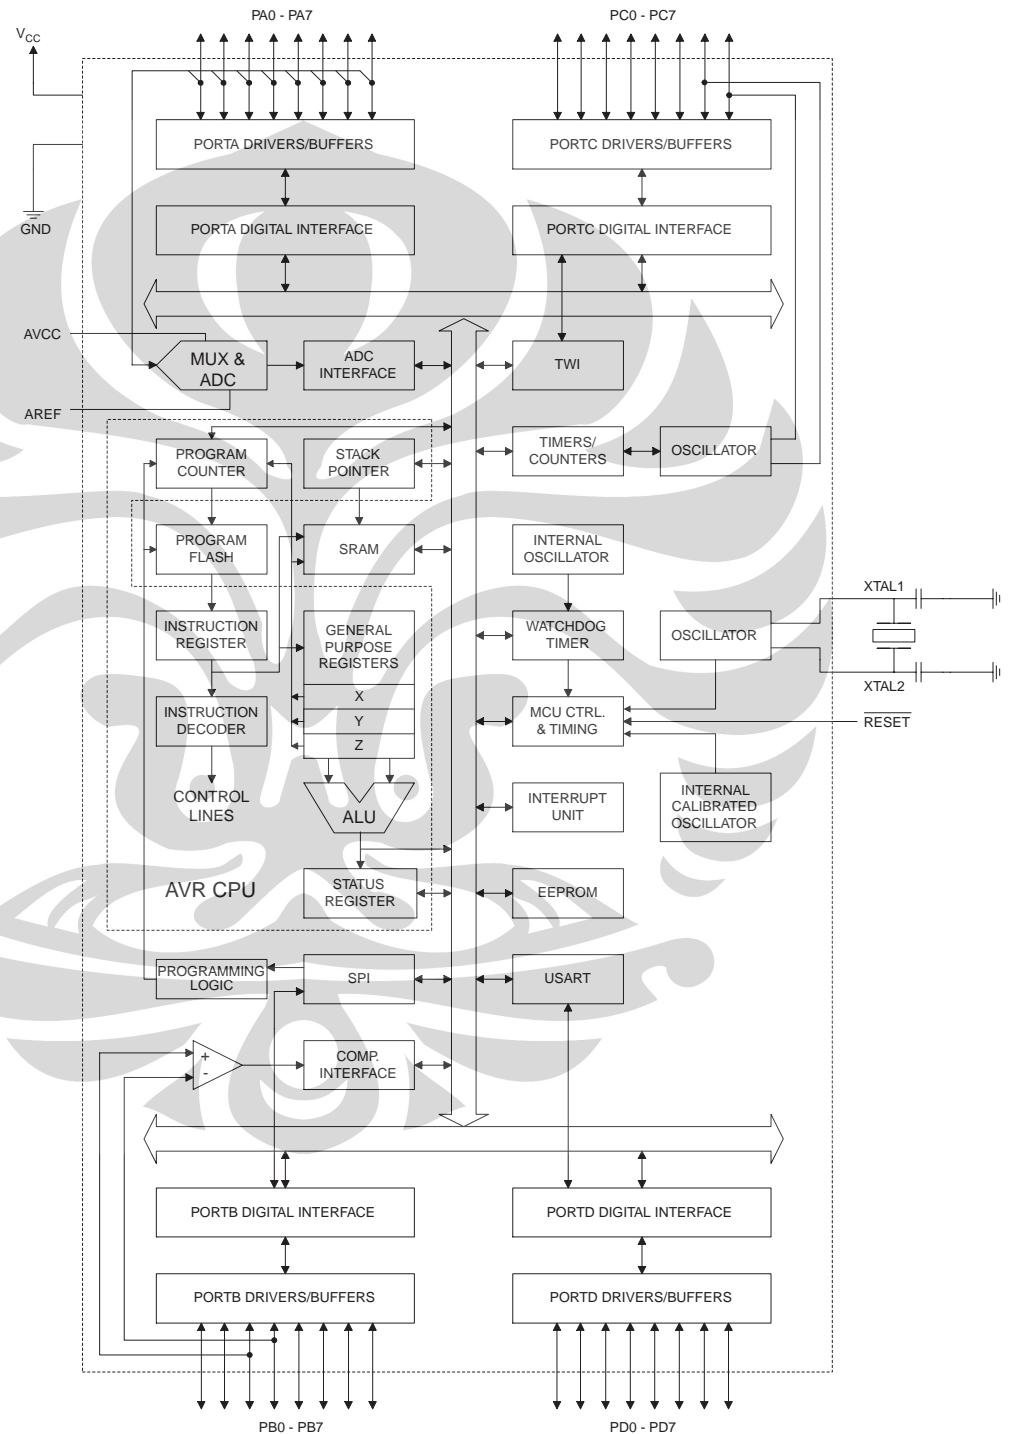 PA0 - PA7
PC0 - PC7
VCC
PORTA DRIVERS/BUFFERS
PORTC DRIVERS/BUFFERS
GND
PORTA DIGITAL INTERFACE
PORTC DIGITAL INTERFACE
AVCC
MUX &
ADC
ADC
INTERFACE
TWI
AREF
PROGRAM
COUNTER
STACK
POINTER
TIMERS/
COUNTERS
OSCILLATOR
PROGRAM
FLASH
SRAM
INTERNAL
OSCILLATOR
XTAL1
INSTRUCTION
REGISTER
GENERAL
PURPOSE
REGISTERS
WATCHDOG
TIMER
OSCILLATOR
XTAL2
X
Y
Z
INSTRUCTION
DECODER
MCU CTRL.
& TIMING
RESET
CONTROL
LINES
ALU
INTERRUPT
UNIT
INTERNAL
CALIBRATED
OSCILLATOR
AVR CPU
STATUS
REGISTER
EEPROM
PROGRAMMING
LOGIC
SPI
USART
+
-
COMP.
INTERFACE
PORTB DIGITAL INTERFACE
PORTD DIGITAL INTERFACE
PORTB DRIVERS/BUFFERS
PORTD DRIVERS/BUFFERS
PB0 - PB7
PD0 - PD7